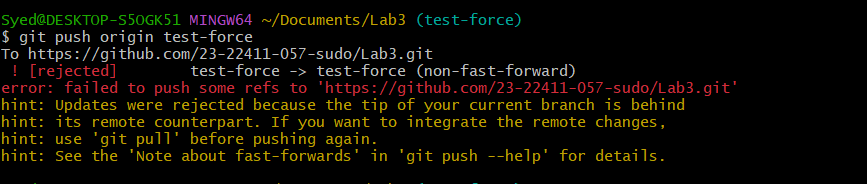 Syed@DESKTOP-S5OGK51 MINGW64 ~/Documents/Lab3 (test-force)
$ git push origin test-force
To https://github.com/23-22411-057-sudo/Lab3.git
 ! [rejected]        test-force -> test-force (non-fast-forward)
error: failed to push some refs to 'https://github.com/23-22411-057-sudo/Lab3.git'
hint: Updates were rejected because the tip of your current branch is behind
hint: its remote counterpart. If you want to integrate the remote changes,
hint: use 'git pull' before pushing again.
hint: See the 'Note about fast-forwards' in 'git push --help' for details.